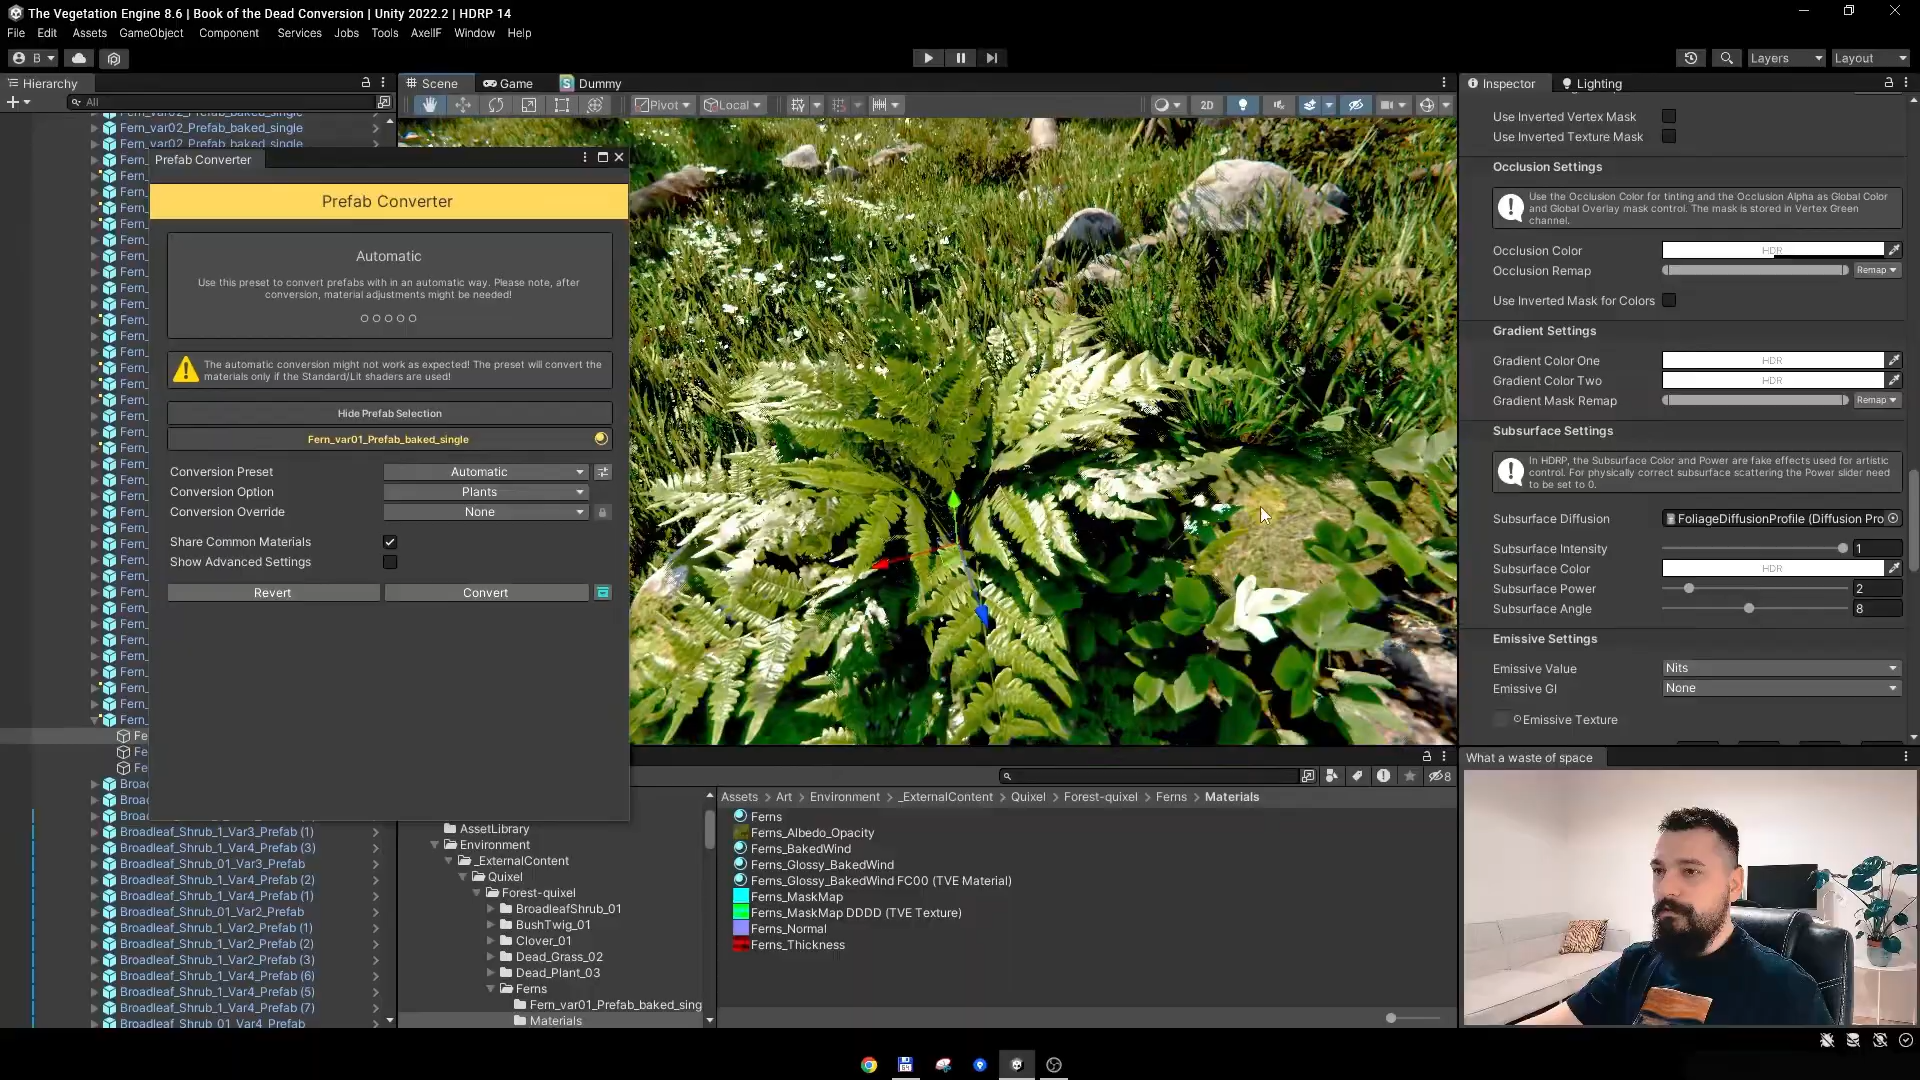 The Vegetation Engine 8.6 | Book of the Dead Conversion | Unity 2022.2 | HDRP 14
File Edit Assets GameObject Component Services Jobs Tools AxelIF Window Help
B Layers Layout
Hierarchy
All
Scene Game Dummy
Pivot Local 2D
Fern_var02_Prefab_baked_single
Fern_var02_Prefab_baked_single
Prefab Converter
Prefab Converter
Automatic
Use this preset to convert prefabs with in an automatic way. Please note, after
conversion, material adjustments might be needed!
The automatic conversion might not work as expected! The preset will convert the
materials only if the Standard/Lit shaders are used!
Hide Prefab Selection
Fern_var01_Prefab_baked_single
Conversion Preset Automatic
Conversion Option Plants
Conversion Override None
Share Common Materials
Show Advanced Settings
Revert Convert
Broadleaf_Shrub_1_Var3_Prefab (1)
Broadleaf_Shrub_1_Var4_Prefab (3)
Broadleaf_Shrub_01_Var3_Prefab
Broadleaf_Shrub_1_Var4_Prefab (2)
Broadleaf_Shrub_1_Var4_Prefab (1)
Broadleaf_Shrub_01_Var2_Prefab
Broadleaf_Shrub_1_Var2_Prefab (1)
Broadleaf_Shrub_1_Var2_Prefab (2)
Broadleaf_Shrub_1_Var2_Prefab (3)
Broadleaf_Shrub_1_Var4_Prefab (6)
Broadleaf_Shrub_1_Var4_Prefab (5)
Broadleaf_Shrub_1_Var4_Prefab (7)
Broadleaf_Shrub_01_Var4_Prefab
AssetLibrary
Environment
_ExternalContent
Quixel
Forest-quixel
BroadleafShrub_01
BushTwig_01
Clover_01
Dead_Grass_02
Dead_Plant_03
Ferns
Fern_var01_Prefab_baked_sing
Materials
8
Assets > Art > Environment > _ExternalContent > Quixel > Forest-quixel > Ferns > Materials
Ferns
Ferns_Albedo_Opacity
Ferns_BakedWind
Ferns_Glossy_BakedWind
Ferns_Glossy_BakedWind FC00 (TVE Material)
Ferns_MaskMap
Ferns_MaskMap DDDD (TVE Texture)
Ferns_Normal
Ferns_Thickness
Inspector Lighting
Use Inverted Vertex Mask
Use Inverted Texture Mask
Occlusion Settings
Use the Occlusion Color for tinting and the Occlusion Alpha as Global Color
and Global Overlay mask control. The mask is stored in Vertex Green
channel.
Occlusion Color HDR
Occlusion Remap Remap
Use Inverted Mask for Colors
Gradient Settings
Gradient Color One HDR
Gradient Color Two HDR
Gradient Mask Remap Remap
Subsurface Settings
In HDRP, the Subsurface Color and Power are fake effects used for artistic
control. For physically correct subsurface scattering the Power slider need
to be set to 0.
Subsurface Diffusion FoliageDiffusionProfile (Diffusion Pro
Subsurface Intensity 1
Subsurface Color HDR
Subsurface Power 2
Subsurface Angle 8
Emissive Settings
Emissive Value Nits
Emissive GI None
Emissive Texture
What a waste of space